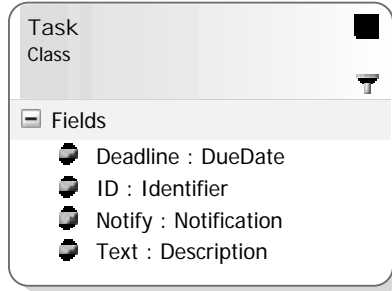 Task
Class
Fields
Deadline : DueDate
ID : Identifier
Notify : Notification
Text : Description